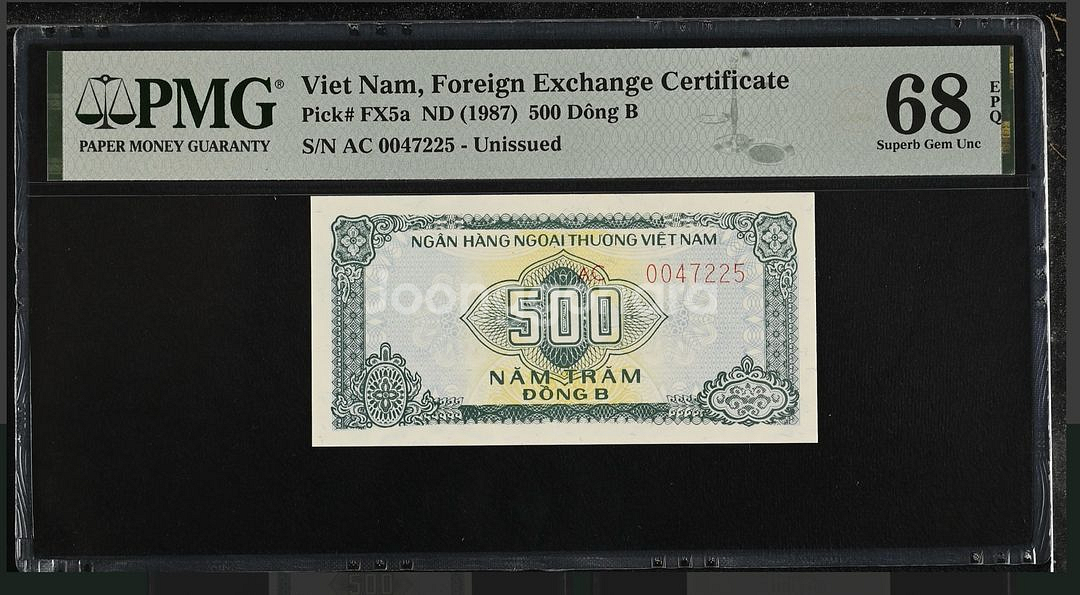 PMG®
PAPER MONEY GUARANTY
Viet Nam, Foreign Exchange Certificate
Pick# FX5a ND (1987) 500 Dông B
S/N AC 0047225 - Unissued
68
EPQ
Superb Gem Unc
NGÂN HÀNG NGOẠI THƯƠNG VIỆT NAM
AC 0047225
500
NĂM TRĂM
ĐỒNG B